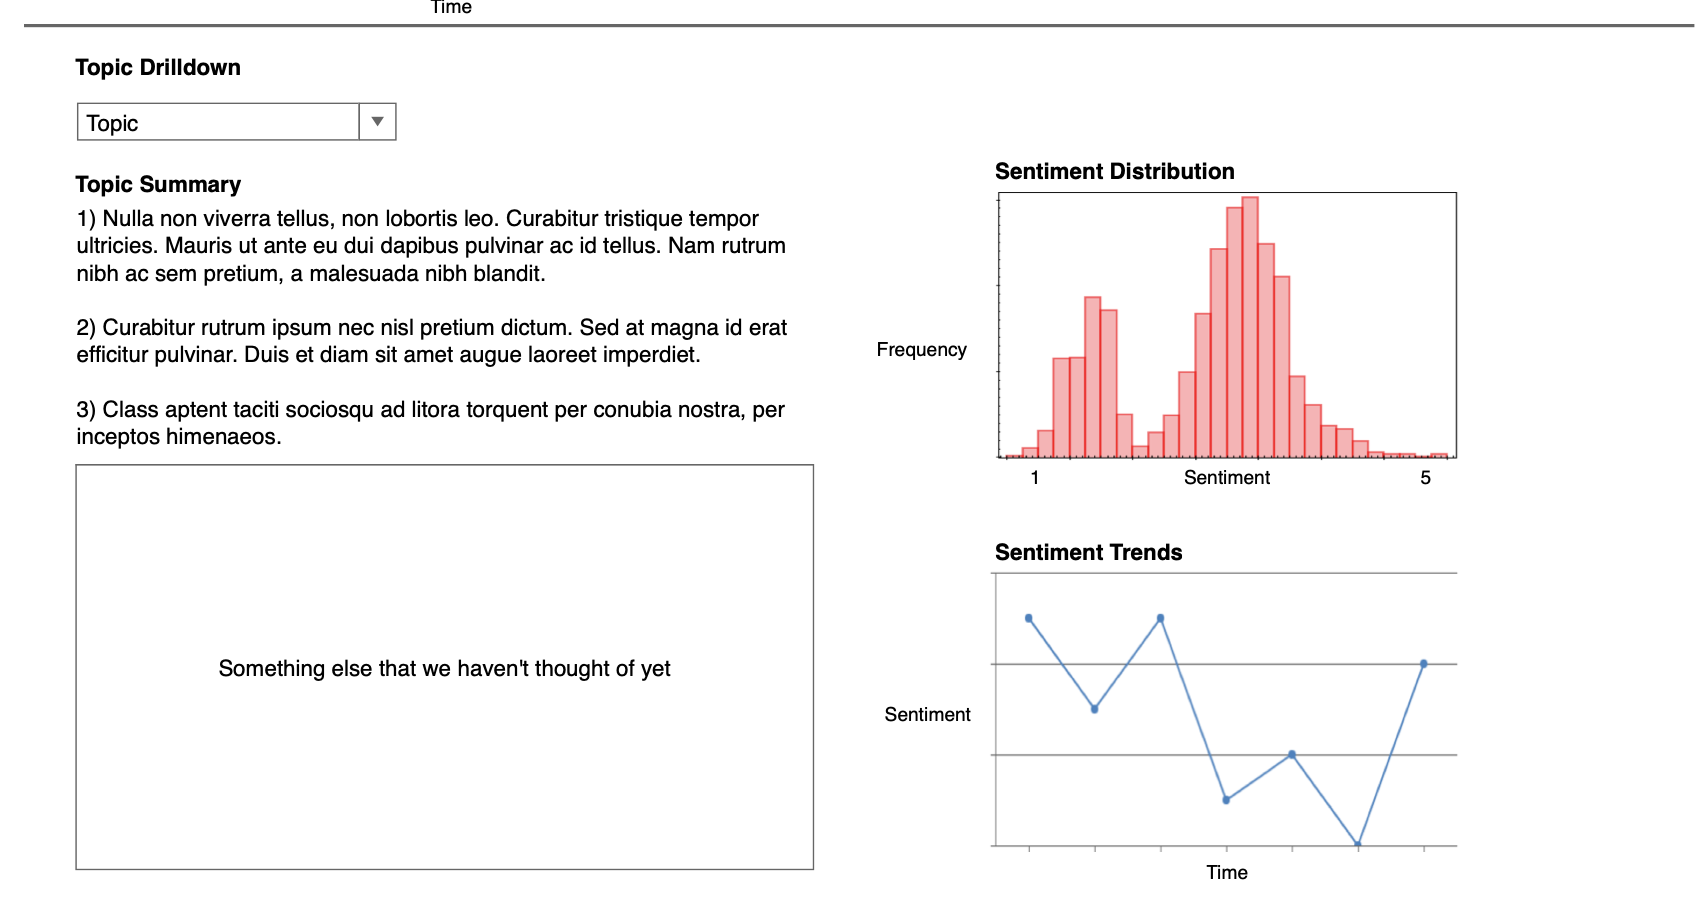 Time
Topic Drilldown
Topic
Topic Summary
1) Nulla non viverra tellus, non lobortis leo. Curabitur tristique tempor
ultricies. Mauris ut ante eu dui dapibus pulvinar ac id tellus. Nam rutrum
nibh ac sem pretium, a malesuada nibh blandit.
2) Curabitur rutrum ipsum nec nisl pretium dictum. Sed at magna id erat
efficitur pulvinar. Duis et diam sit amet augue laoreet imperdiet.
3) Class aptent taciti sociosqu ad litora torquent per conubia nostra, per
inceptos himenaeos.
Something else that we haven't thought of yet
Sentiment Distribution
Frequency
1 Sentiment 5
Sentiment Trends
Sentiment
Time